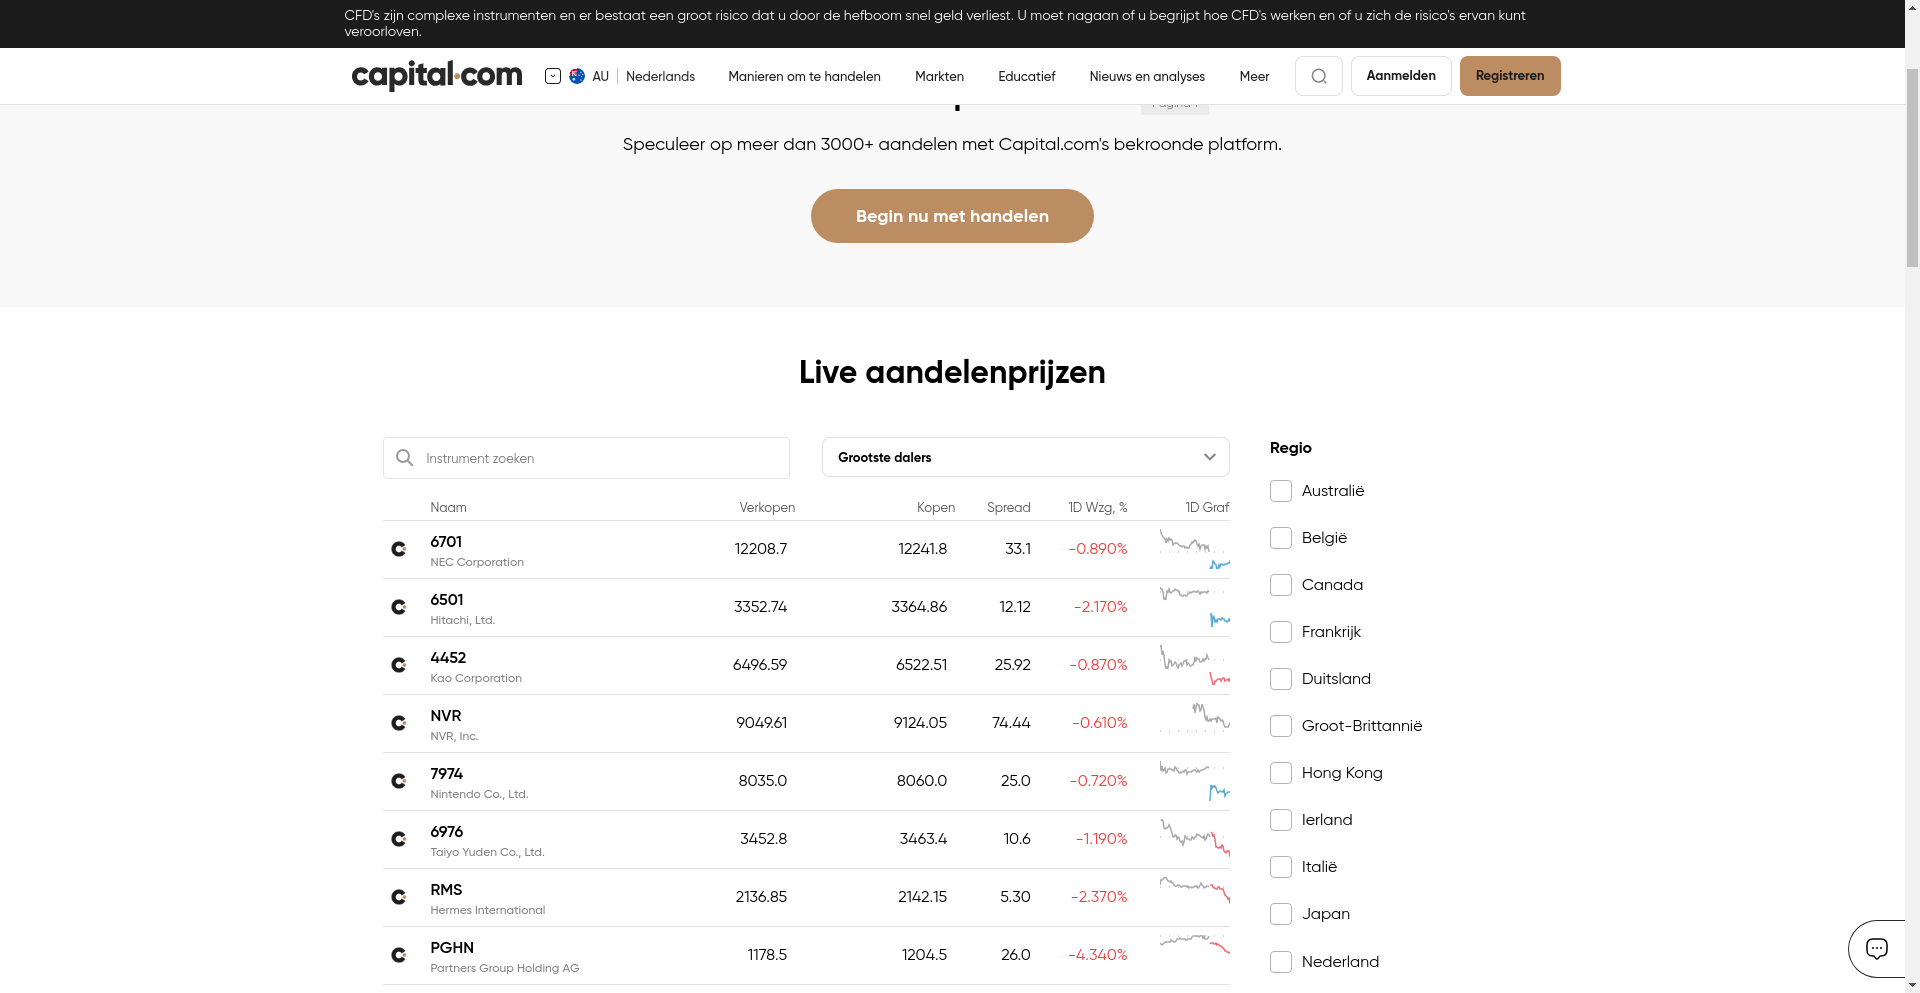 CFD's zijn complexe instrumenten en er bestaat een groot risico dat u door de hefboom snel geld verliest. U moet nagaan of u begrijpt hoe CFD's werken en of u zich de risico's ervan kunt
veroorloven.
capital.com
AU
Nederlands
Manieren om te handelen
Markten
Educatief
Nieuws en analyses
Meer
Aanmelden
Registreren
Speculeer op meer dan 3000+ aandelen met Capital.com's bekroonde platform.
Begin nu met handelen
Live aandelenprijzen
Instrument zoeken
Grootste dalers
Naam Verkopen Kopen Spread 1D Wzg, % 1D Graf
6701 12208.7 12241.8 33.1 -0.890%
NEC Corporation
6501 3352.74 3364.86 12.12 -2.170%
Hitachi, Ltd.
4452 6496.59 6522.51 25.92 -0.870%
Kao Corporation
NVR 9049.61 9124.05 74.44 -0.610%
NVR, Inc.
7974 8035.0 8060.0 25.0 -0.720%
Nintendo Co., Ltd.
6976 3452.8 3463.4 10.6 -1.190%
Taiyo Yuden Co., Ltd.
RMS 2136.85 2142.15 5.30 -2.370%
Hermes International
PGHN 1178.5 1204.5 26.0 -4.340%
Partners Group Holding AG
Regio
Australië
België
Canada
Frankrijk
Duitsland
Groot-Brittannië
Hong Kong
Ierland
Italië
Japan
Nederland